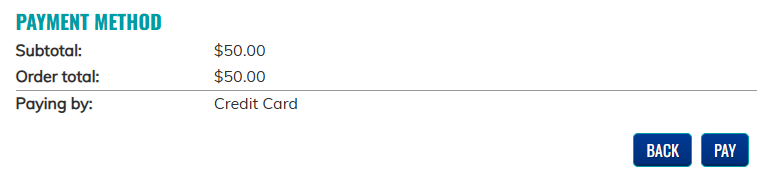 PAYMENT METHOD
Subtotal: $50.00
Order total: $50.00
Paying by: Credit Card
BACK PAY